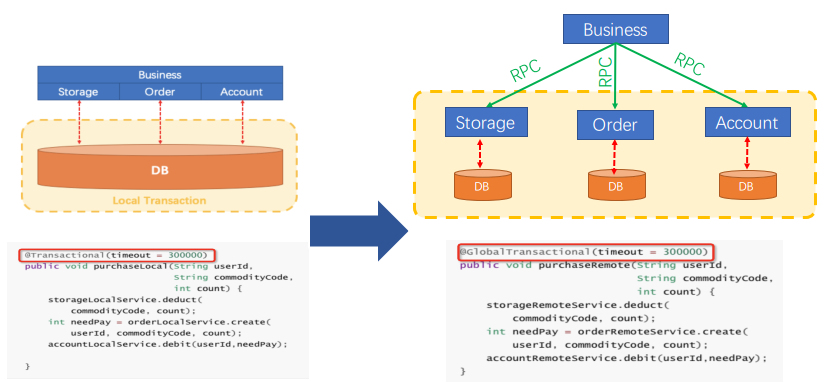 Business
Storage
Order
Account
DB
Local Transaction
@Transactional(timeout = 300000)
public void purchaseLocal(String userId,
String commodityCode,
int count) {
storageLocalService.deduct(
commodityCode, count);
int needPay = orderLocalService.create(
userId, commodityCode, count);
accountLocalService.debit(userId,needPay);
}
Business
RPC
RPC
RPC
Storage
Order
Account
DB
DB
DB
@GlobalTransactional(timeout = 300000)
public void purchaseRemote(String userId,
String commodityCode,
int count) {
storageRemoteService.deduct(
commodityCode, count);
int needPay = orderRemoteService.create(
userId, commodityCode, count);
accountRemoteService.debit(userId,needPay);
}